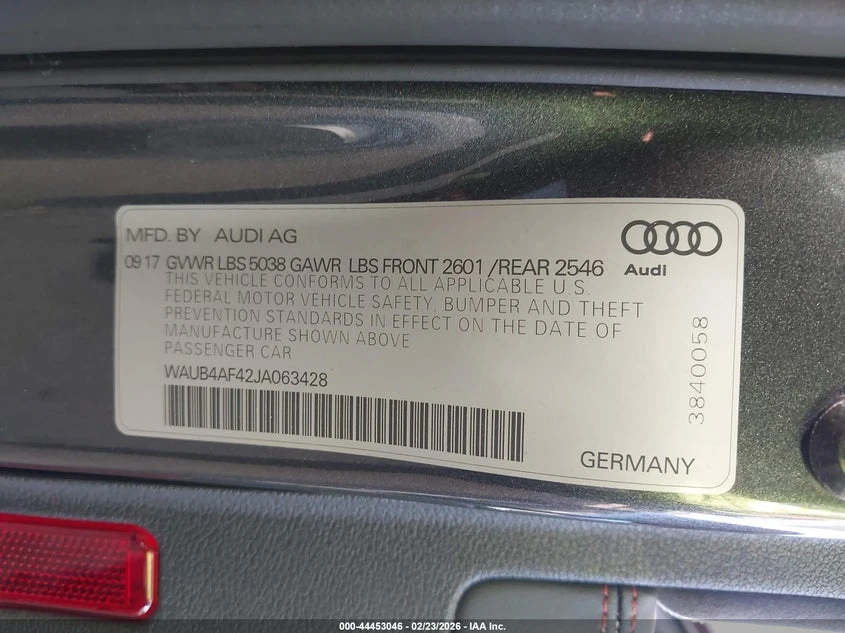 MFD. BY AUDI AG
09 17 GVWR LBS 5038 GAWR LBS FRONT 2601 /REAR 2546
Audi
THIS VEHICLE CONFORMS TO ALL APPLICABLE U.S.
FEDERAL MOTOR VEHICLE SAFETY, BUMPER AND THEFT
PREVENTION STANDARDS IN EFFECT ON THE DATE OF
MANUFACTURE SHOWN ABOVE
PASSENGER CAR
WAUB4AF42JA063428
3840058
GERMANY
000-44453046 - 02/23/2026 - IAA Inc.